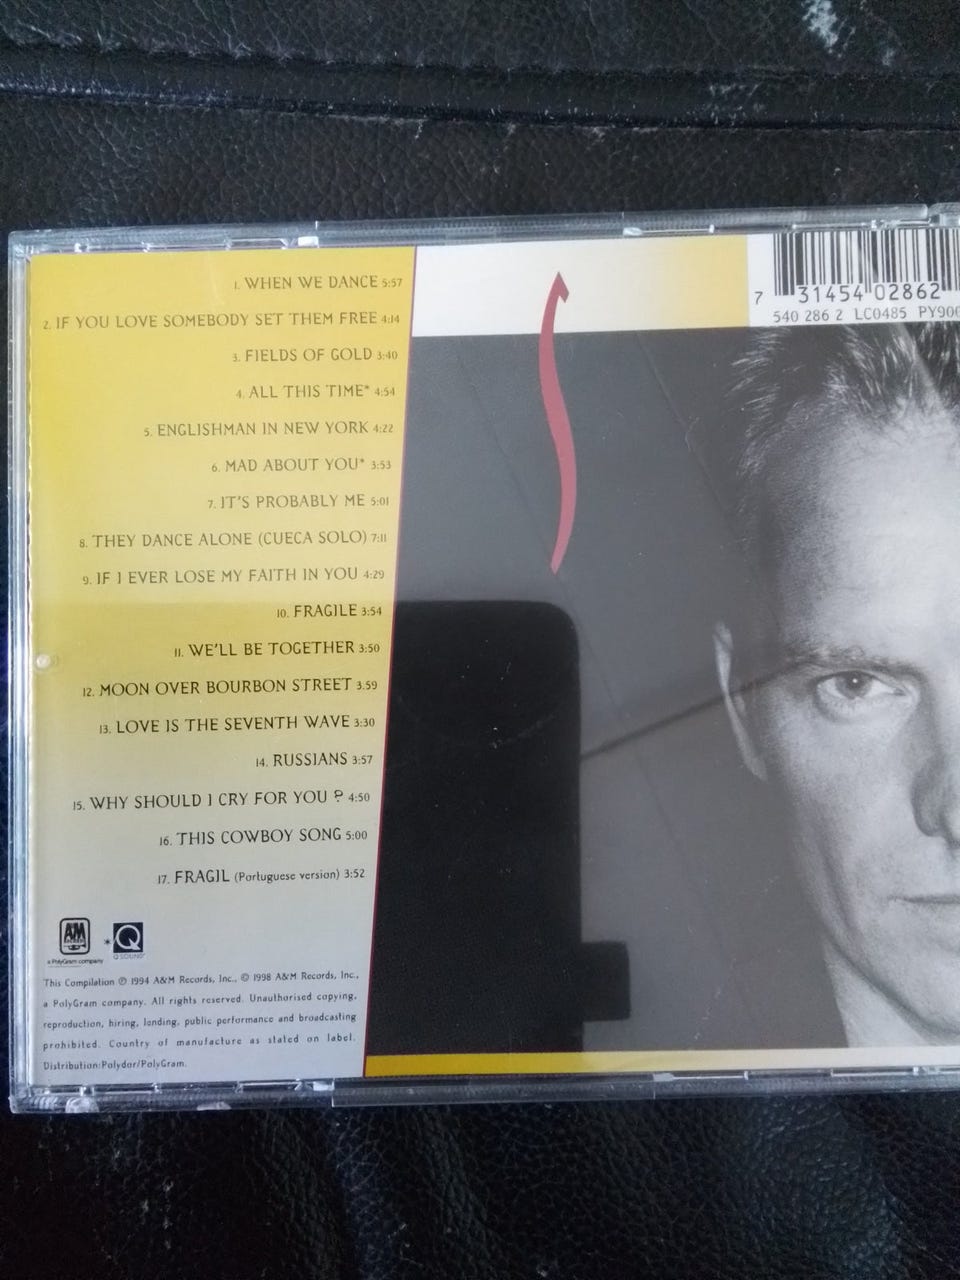 1. WHEN WE DANCE 5:57
2. IF YOU LOVE SOMEBODY SET THEM FREE 4:14
3. FIELDS OF GOLD 3:40
4. ALL THIS TIME* 4:54
5. ENGLISHMAN IN NEW YORK 4:22
6. MAD ABOUT YOU* 3:53
7. IT'S PROBABLY ME 5:01
8. THEY DANCE ALONE (CUECA SOLO) 7:11
9. IF I EVER LOSE MY FAITH IN YOU 4:29
10. FRAGILE 3:54
11. WE'LL BE TOGETHER 3:50
12. MOON OVER BOURBON STREET 3:59
13. LOVE IS THE SEVENTH WAVE 3:30
14. RUSSIANS 3:57
15. WHY SHOULD I CRY FOR YOU ? 4:50
16. THIS COWBOY SONG 5:00
17. FRAGIL (Portuguese version) 3:52
A&M
RECORDS
a PolyGram company
* Q
Q SOUND
This Compilation ℗ 1994 A&M Records, Inc., © 1998 A&M Records, Inc.,
a PolyGram company. All rights reserved. Unauthorised copying,
reproduction, hiring, lending, public performance and broadcasting
prohibited. Country of manufacture as stated on label.
Distribution:Polydor/PolyGram.
7 31454 02862
540 286 2 LC0485 PY900